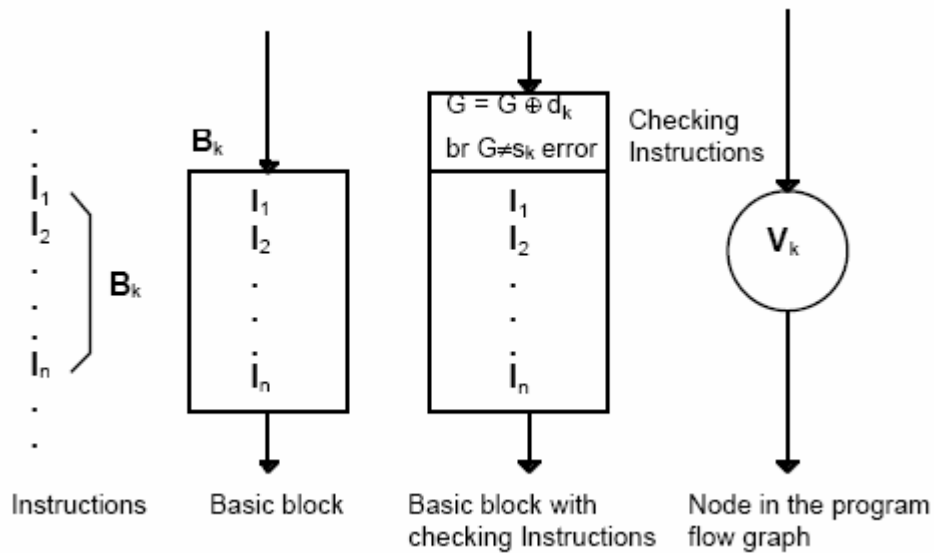 I₁
I₂
Iₙ
Bₖ
Instructions
Bₖ
I₁
I₂
Iₙ
Basic block
G = G ⊕ dₖ
br G≠sₖ error
I₁
I₂
Iₙ
Basic block with
checking Instructions
Checking
Instructions
Vₖ
Node in the program
flow graph